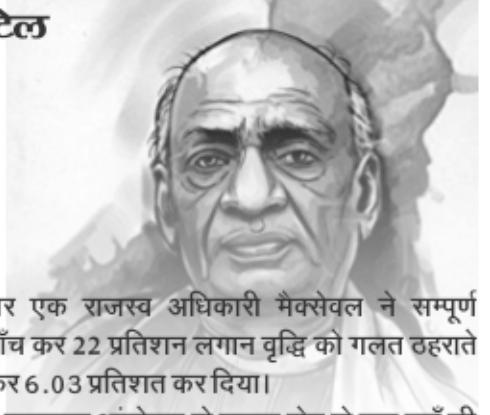 टेल
र एक राजस्व अधिकारी मैक्सेवल ने सम्पूर्ण
ाँच कर 22 प्रतिशन लगान वृद्धि को गलत ठहराते
कर 6.03 प्रतिशत कर दिया।